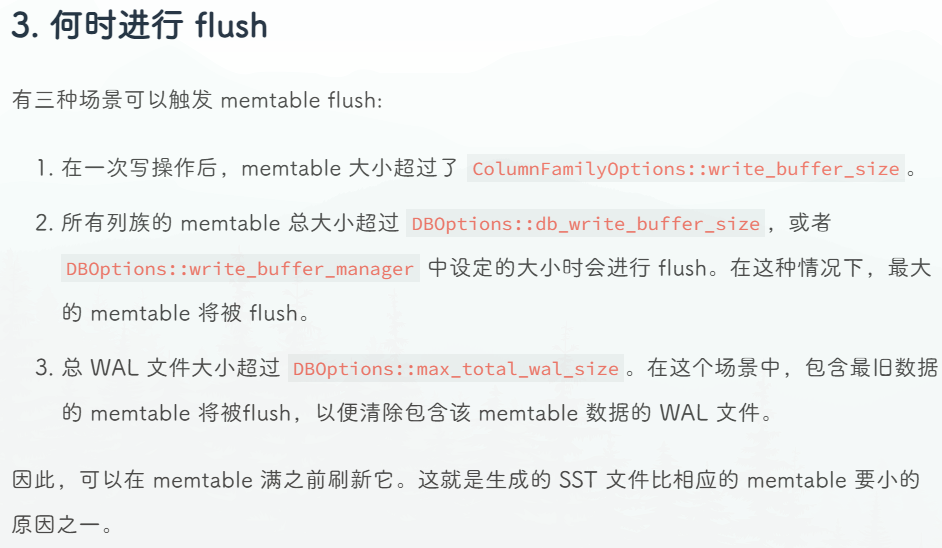 3. 何时进行 flush
有三种场景可以触发 memtable flush:
1. 在一次写操作后，memtable 大小超过了 ColumnFamilyOptions::write_buffer_size 。
2. 所有列族的 memtable 总大小超过 DBOptions::db_write_buffer_size ，或者
DBOptions::write_buffer_manager 中设定的大小时会进行 flush。在这种情况下，最大
的 memtable 将被 flush。
3. 总 WAL 文件大小超过 DBOptions::max_total_wal_size 。在这个场景中，包含最旧数据
的 memtable 将被flush，以便清除包含该 memtable 数据的 WAL 文件。
因此，可以在 memtable 满之前刷新它。这就是生成的 SST 文件比相应的 memtable 要小的
原因之一。